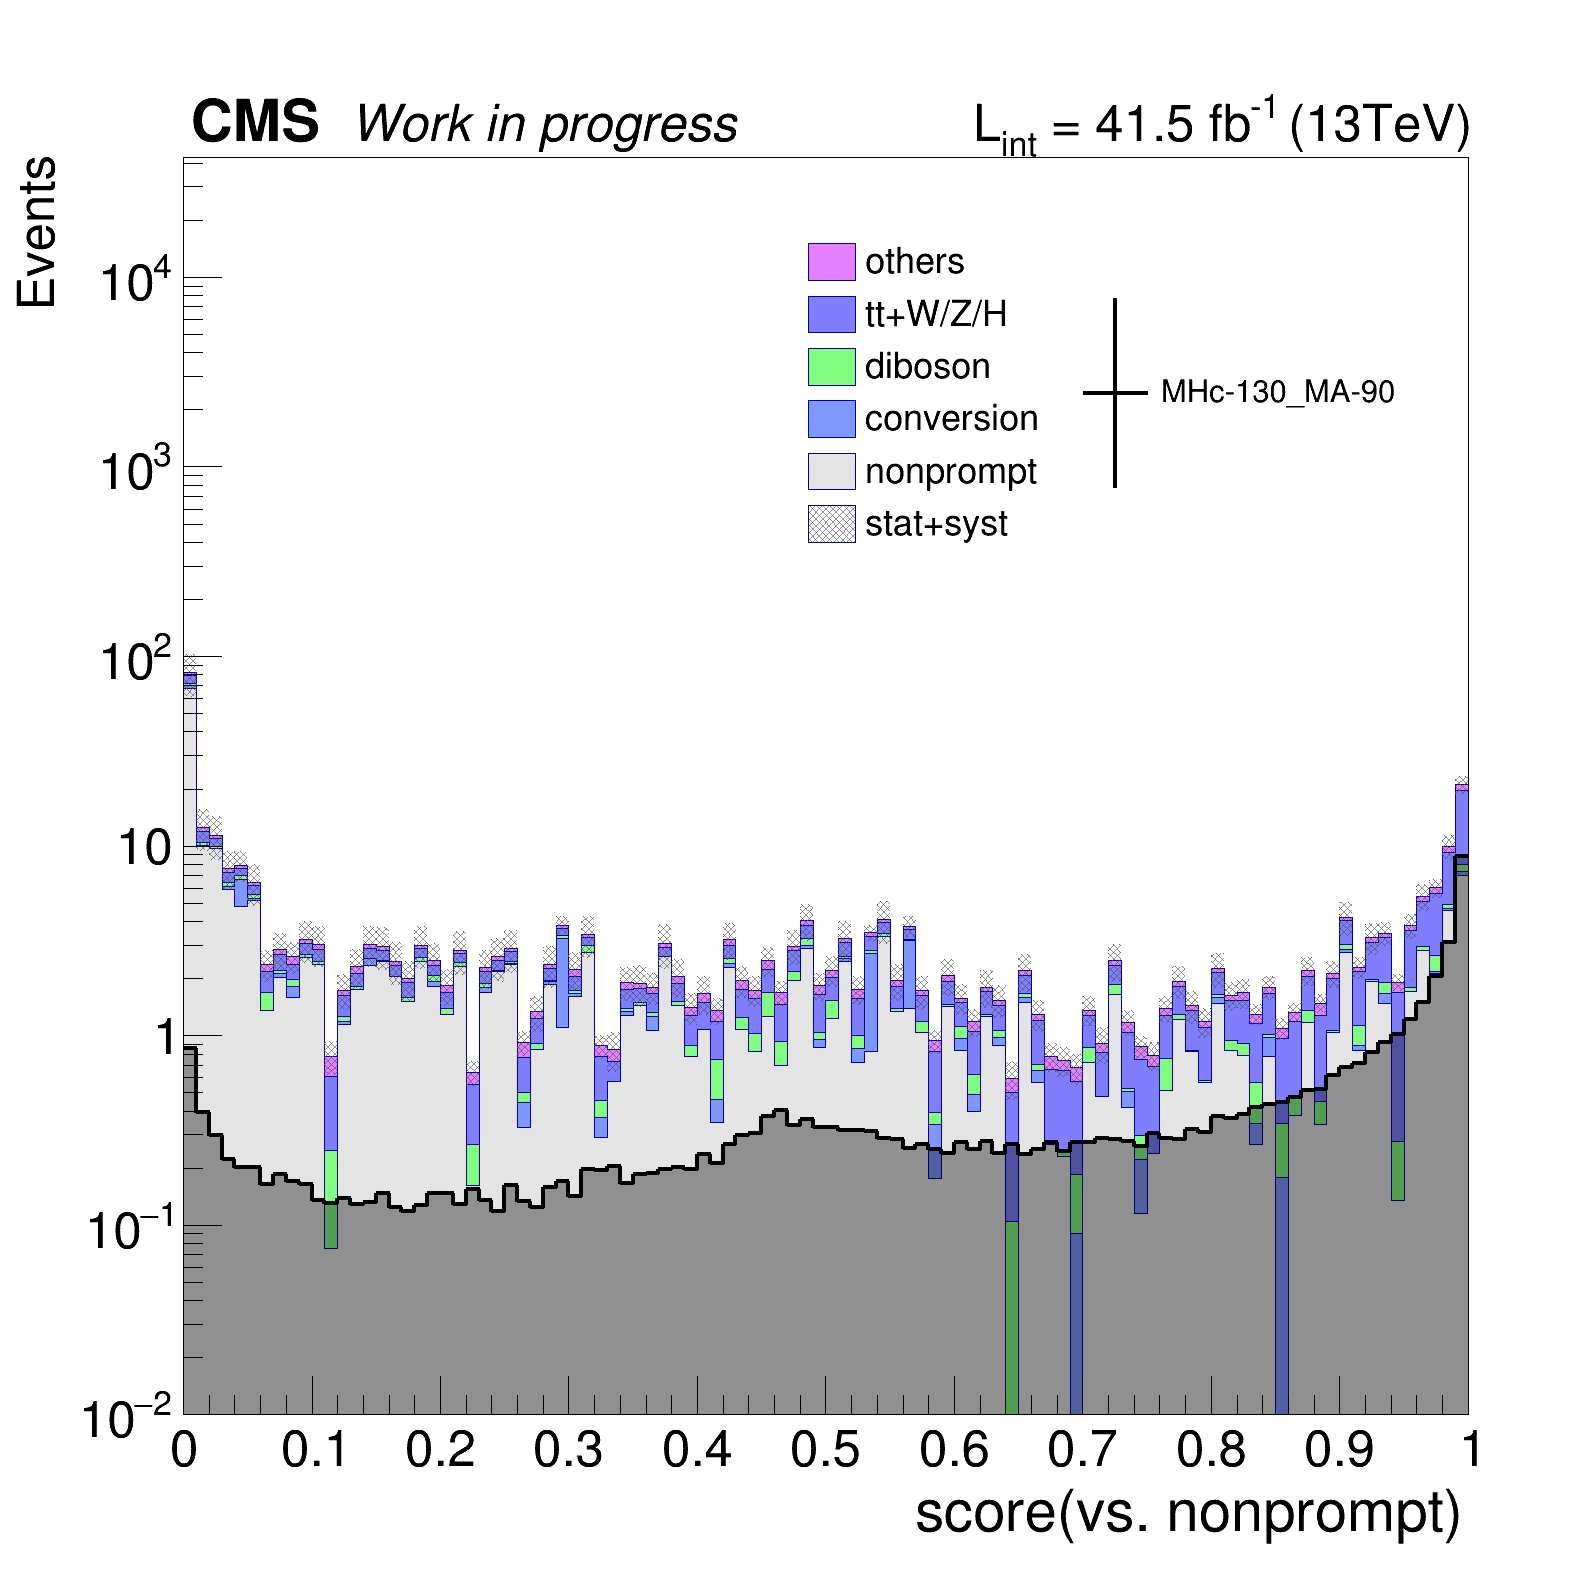 CMS Work in progress L_int = 41.5 fb^-1 (13TeV)
Events
others
tt+W/Z/H
diboson
conversion
nonprompt
stat+syst
MHc-130_MA-90
10^4
10^3
10^2
10
1
10^−1
10^−2
0 0.1 0.2 0.3 0.4 0.5 0.6 0.7 0.8 0.9 1
score(vs. nonprompt)